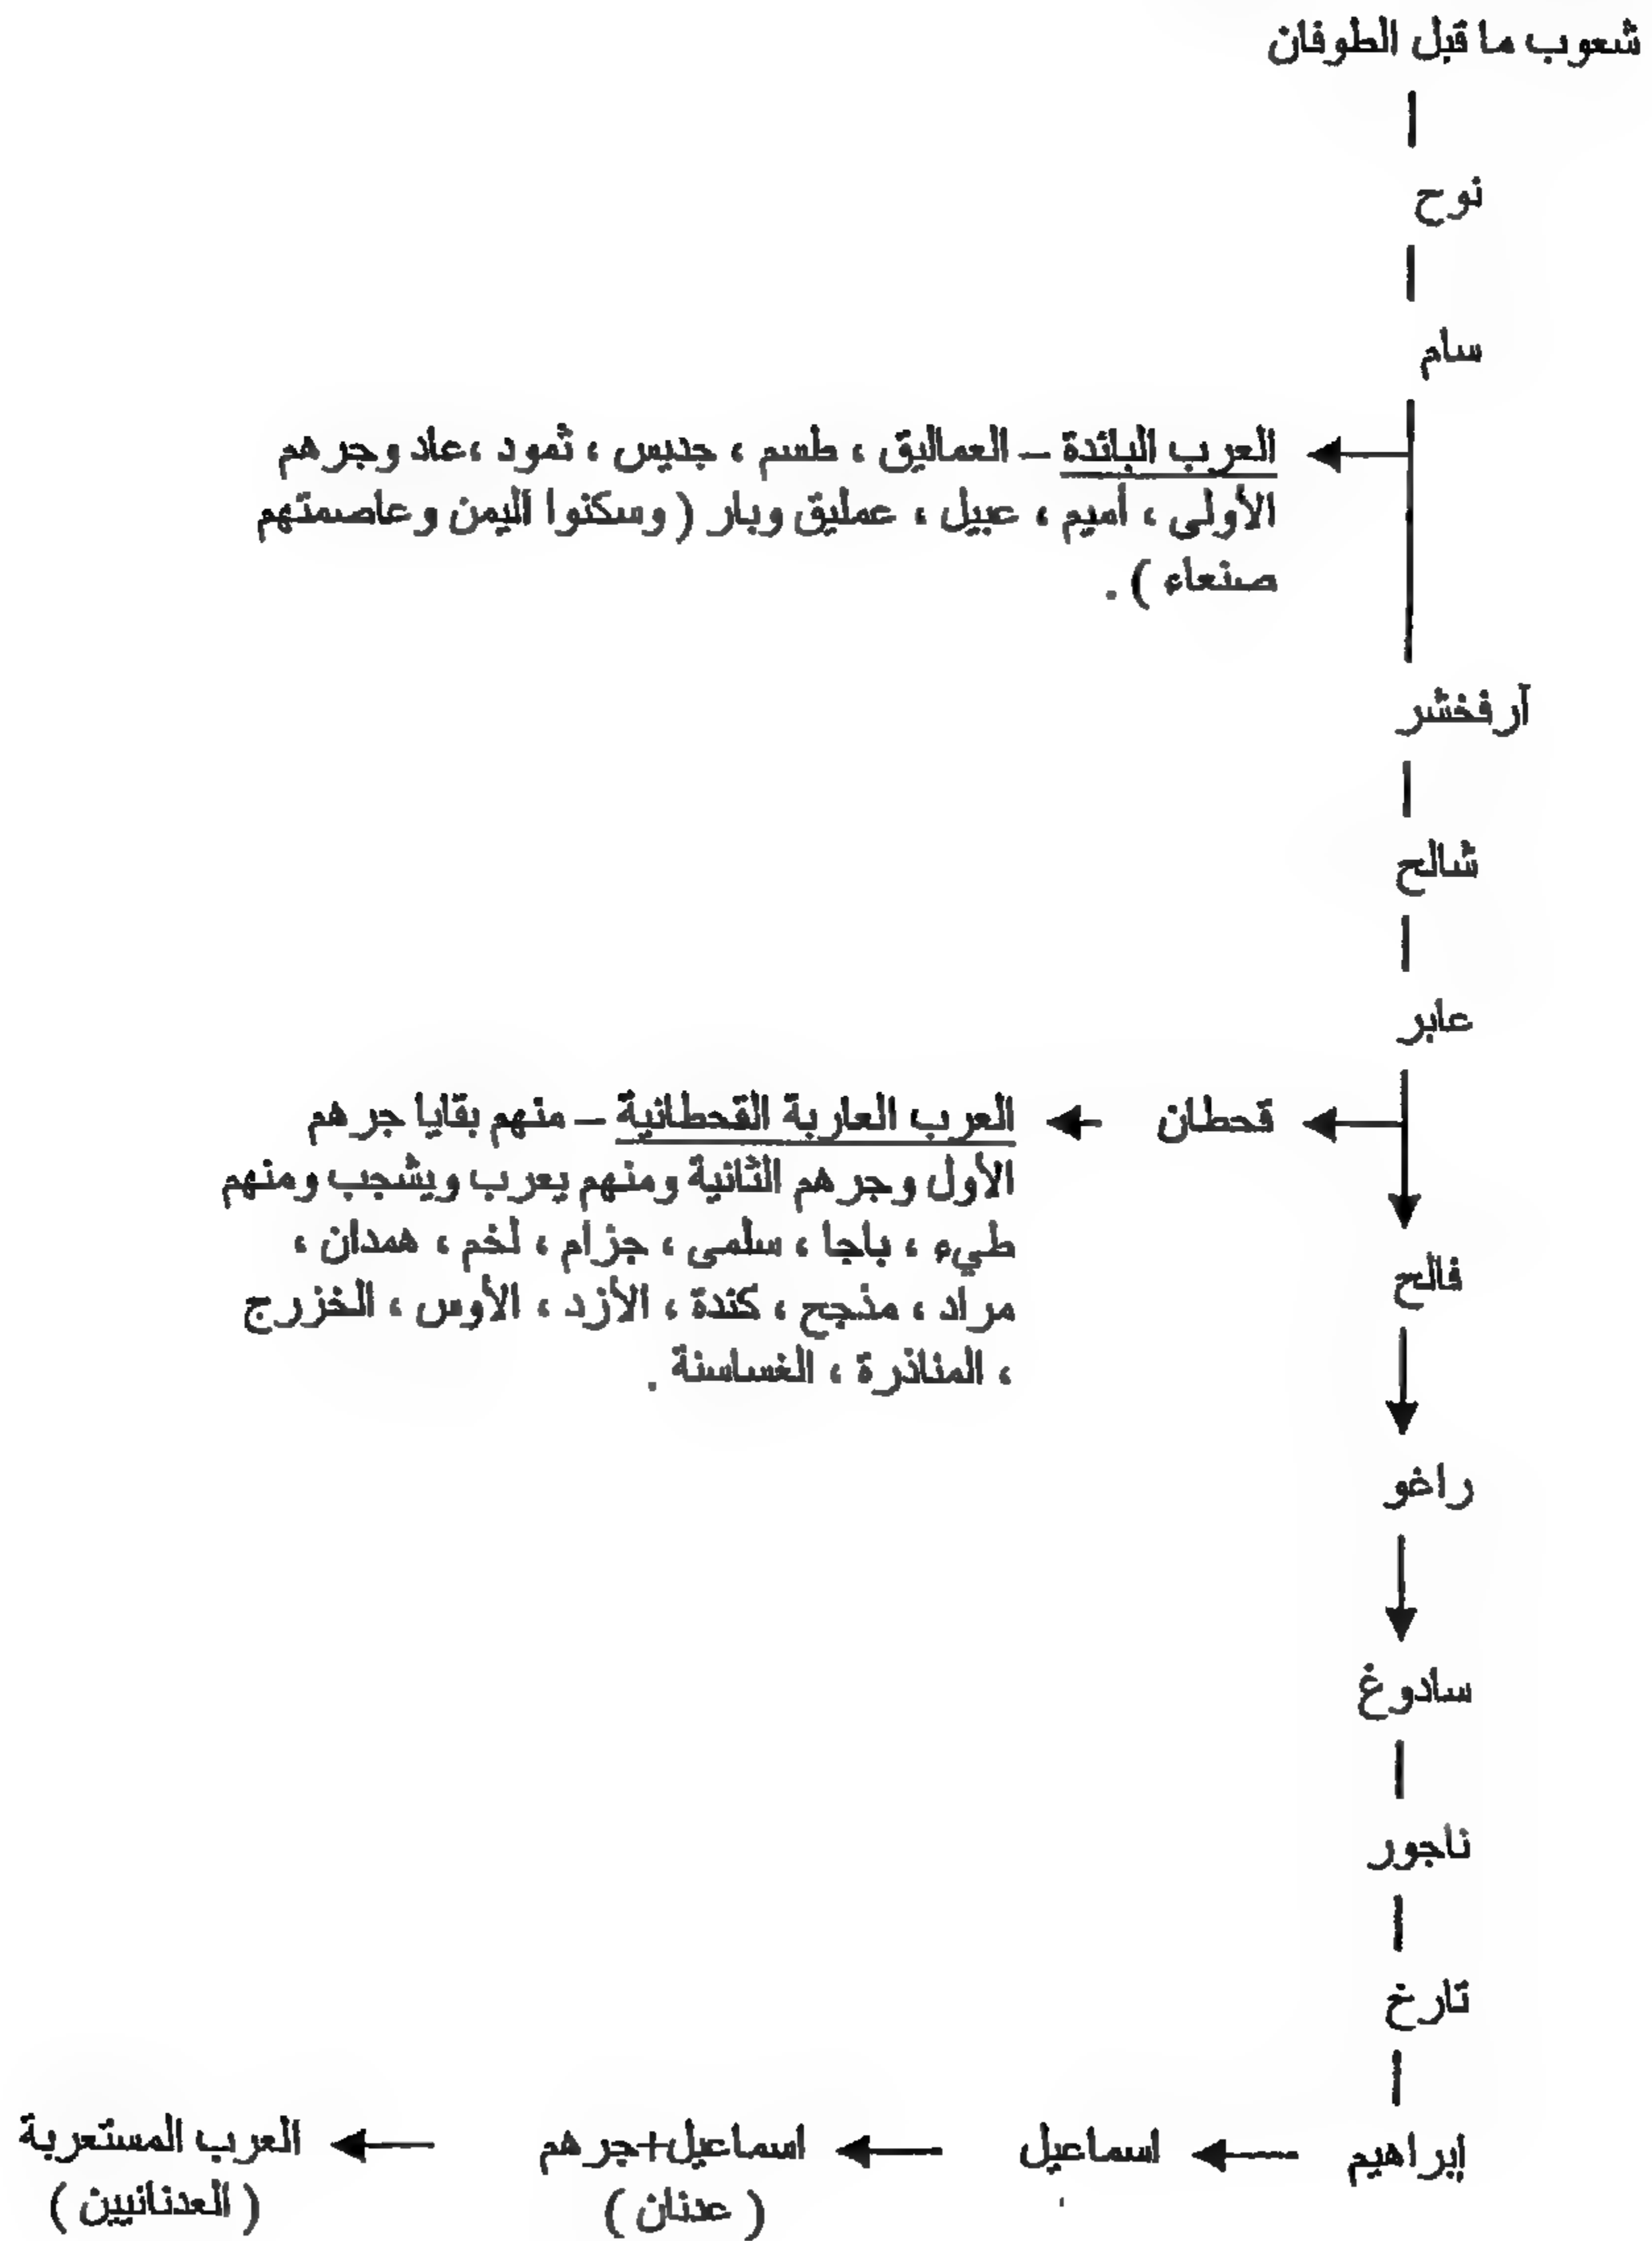 شعوب ما قبل الطوفان
نوح
سام
العرب البائدة – العماليق ، طسم ، جديس ، ثمود ،عاد وجرهم
الأولى ، أميم ، عبيل ، عمليق وبار ( وسكنوا اليمن وعاصمتهم
صنعاء ) .
آرفخشر
شالح
عابر
قحطان
العرب العاربة القحطانية – منهم بقايا جرهم
الأول وجرهم الثانية ومنهم يعرب ويشجب ومنهم
طيء ، باجا ، سلمى ، جزام ، لخم ، همدان ،
مراد ، مذجح ، كندة ، الأزد ، الأوس ، الخزرج
، المناذرة ، الغساسنة .
فالح
راغو
سادوغ
ناجور
تارخ
إبراهيم
اسماعيل
اسماعيل+جرهم
( عدنان )
العرب المستعربة
( العدنانيين )